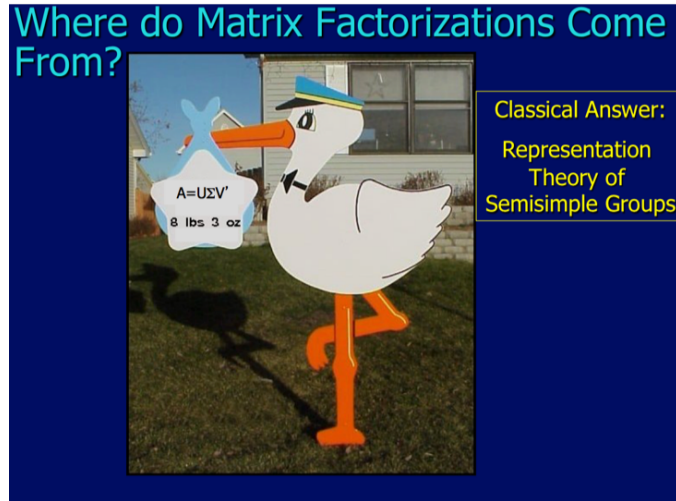 Where do Matrix Factorizations Come
From?
Classical Answer:
Representation
Theory of
Semisimple Groups
A=UΣV'
8 lbs 3 oz